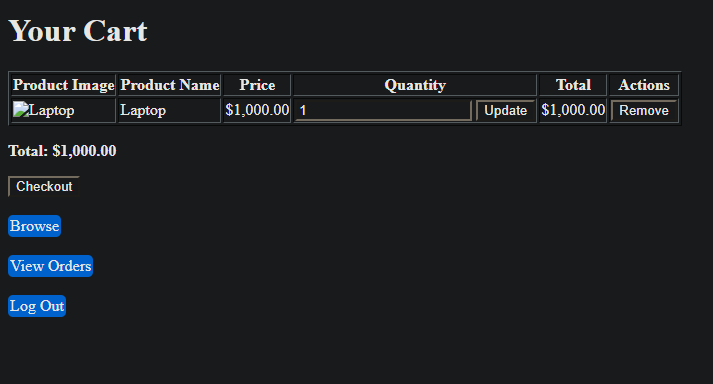 Your Cart
Product Image Product Name Price Quantity Total Actions
Laptop Laptop $1,000.00 1 Update $1,000.00 Remove
Total: $1,000.00
Checkout
Browse
View Orders
Log Out